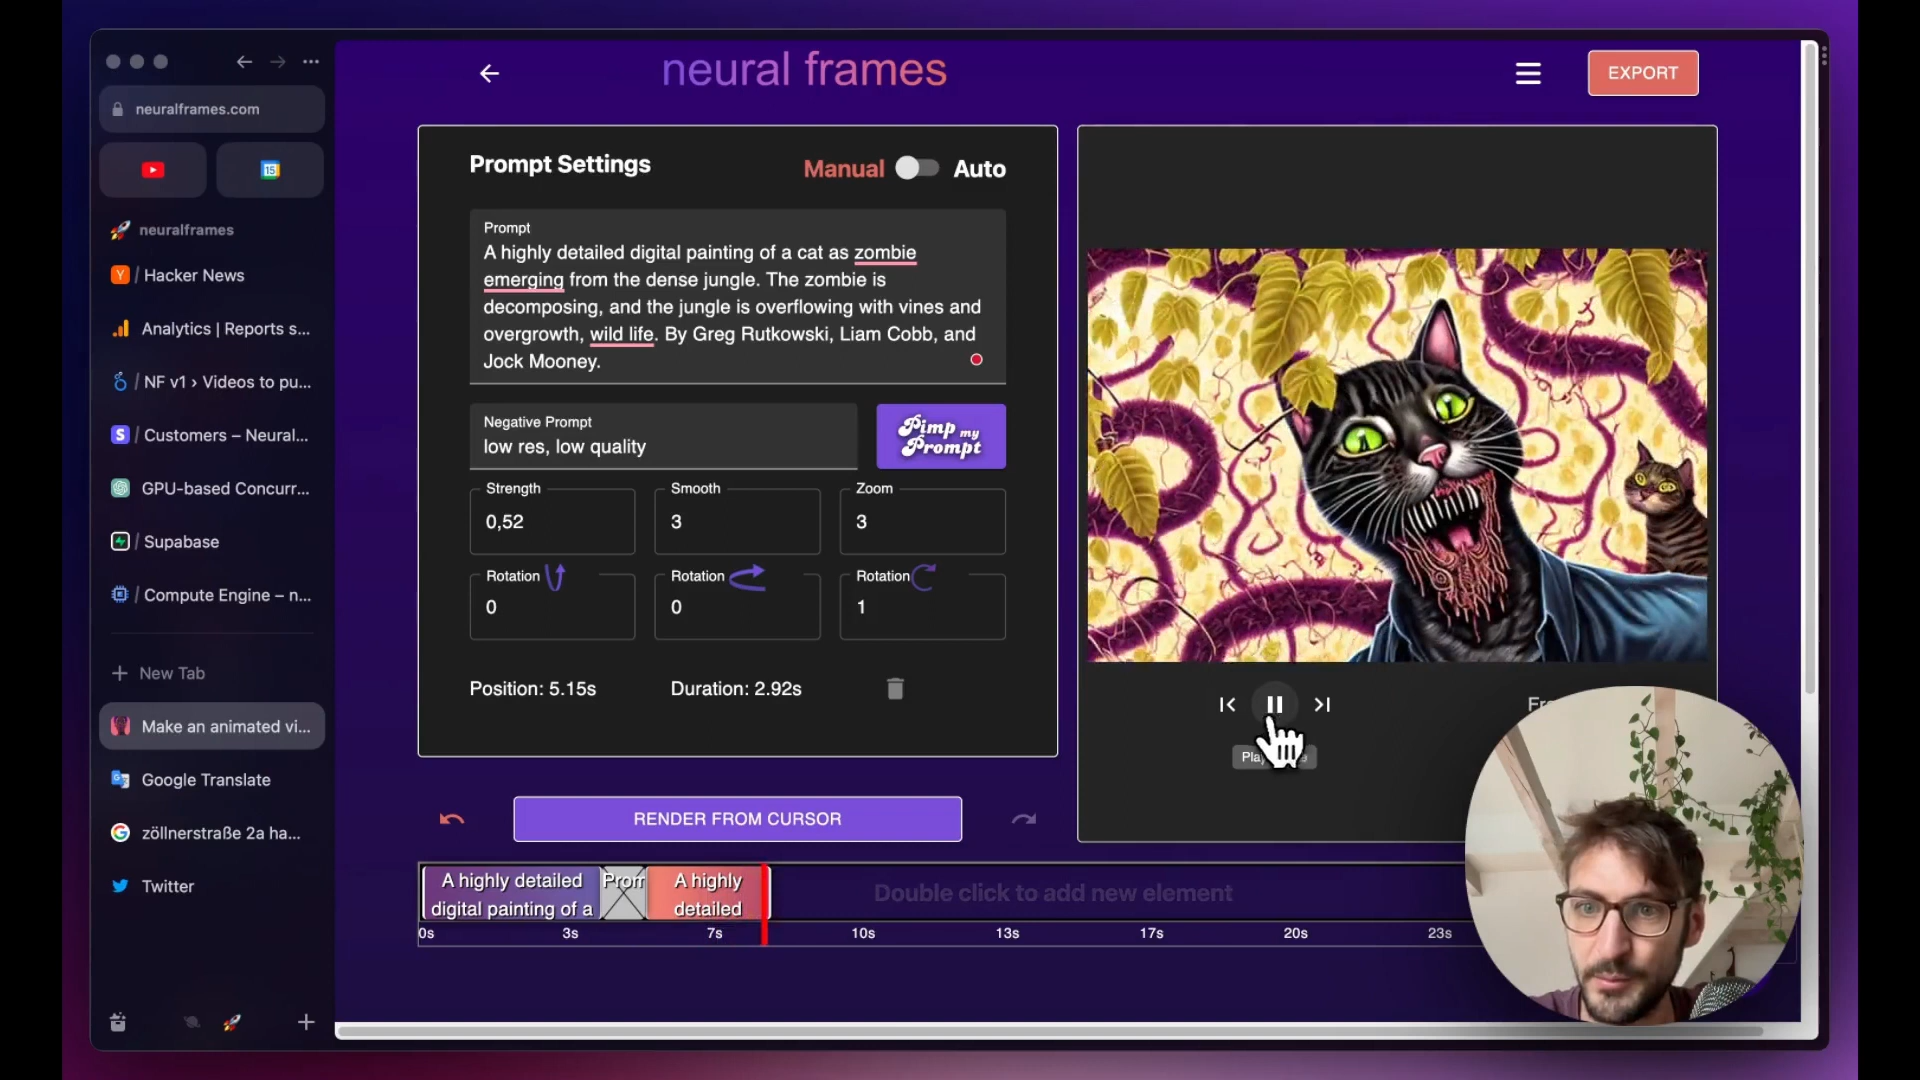 neuralframes.com
15
neuralframes
Y / Hacker News
Analytics | Reports s...
/ NF v1 › Videos to pu...
S / Customers – Neural...
GPU-based Concurr...
/ Supabase
/ Compute Engine – n...
+ New Tab
Make an animated vi...
Google Translate
zöllnerstraße 2a ha...
Twitter
neural frames
EXPORT
Prompt Settings
Manual
Auto
Prompt
A highly detailed digital painting of a cat as zombie
emerging from the dense jungle. The zombie is
decomposing, and the jungle is overflowing with vines and
overgrowth, wild life. By Greg Rutkowski, Liam Cobb, and
Jock Mooney.
Negative Prompt
low res, low quality
Pimp my
Prompt
Strength
0,52
Smooth
3
Zoom
3
Rotation
0
Rotation
0
Rotation
1
Position: 5.15s
Duration: 2.92s
RENDER FROM CURSOR
A highly detailed
digital painting of a
Prom
A highly
detailed
Double click to add new element
0s
3s
7s
10s
13s
17s
20s
23s